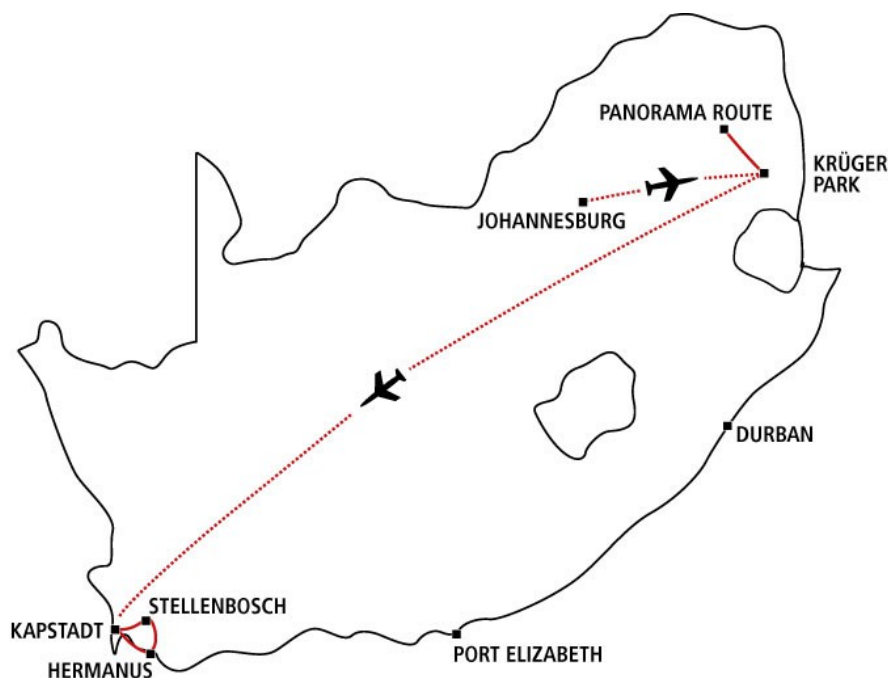 PANORAMA ROUTE
KRÜGER
PARK
JOHANNESBURG
DURBAN
STELLENBOSCH
KAPSTADT
PORT ELIZABETH
HERMANUS